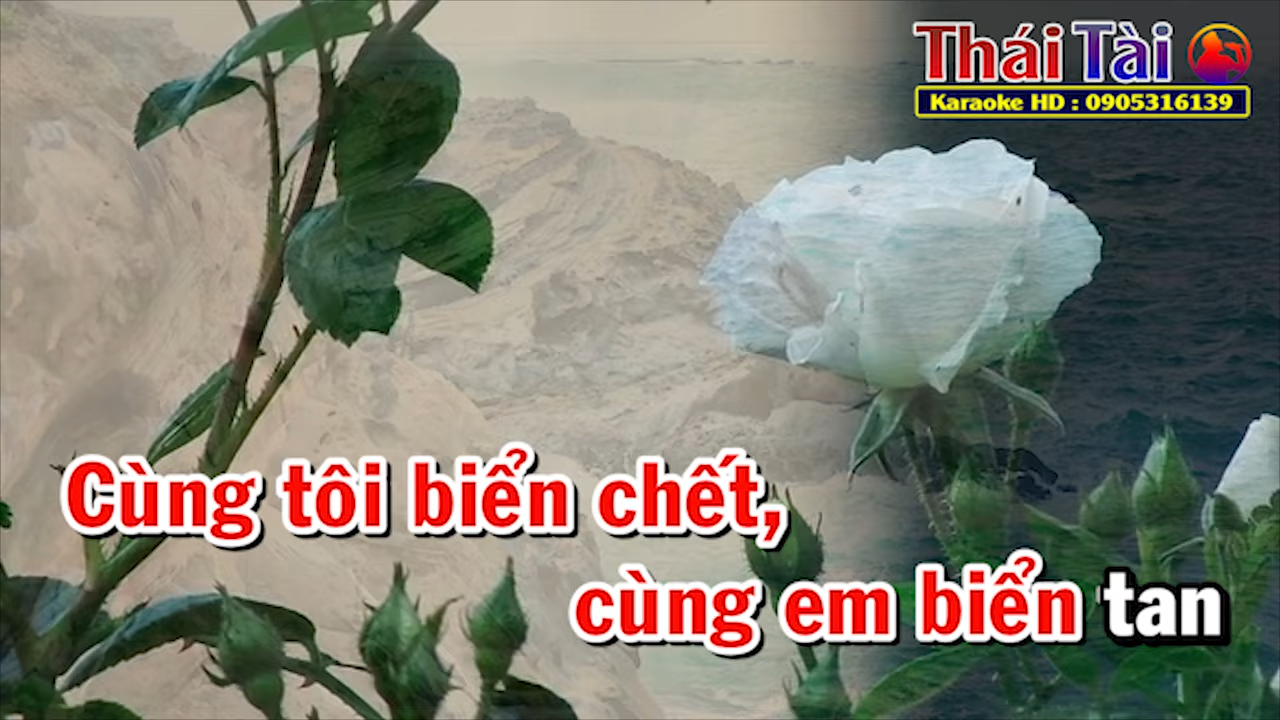 Thái Tài
Karaoke HD : 0905316139
Cùng tôi biển chết,
cùng em biển tan